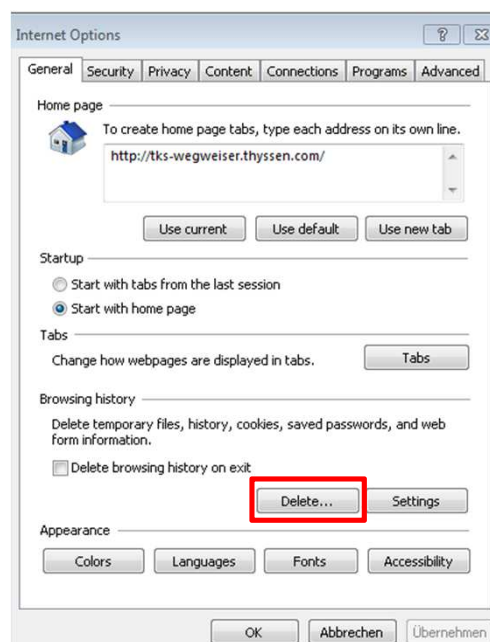 Internet Options
General Security Privacy Content Connections Programs Advanced
Home page
To create home page tabs, type each address on its own line.
http://tks-wegweiser.thyssen.com/
Use current Use default Use new tab
Startup
Start with tabs from the last session
Start with home page
Tabs
Change how webpages are displayed in tabs. Tabs
Browsing history
Delete temporary files, history, cookies, saved passwords, and web
form information.
Delete browsing history on exit
Delete... Settings
Appearance
Colors Languages Fonts Accessibility
OK Abbrechen Übernehmen